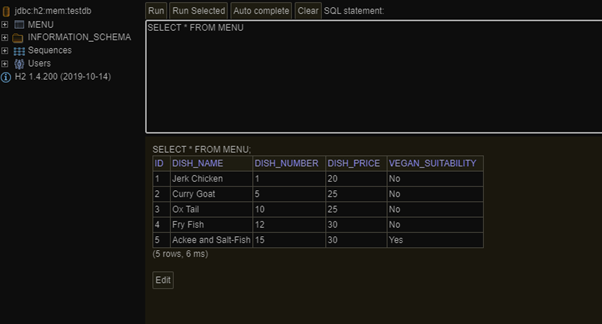 jdbc:h2:mem:testdb
MENU
INFORMATION_SCHEMA
Sequences
Users
H2 1.4.200 (2019-10-14)
Run Run Selected Auto complete Clear SQL statement:
SELECT * FROM MENU
SELECT * FROM MENU;
ID DISH_NAME DISH_NUMBER DISH_PRICE VEGAN_SUITABILITY
1 Jerk Chicken 1 20 No
2 Curry Goat 5 25 No
3 Ox Tail 10 25 No
4 Fry Fish 12 30 No
5 Ackee and Salt-Fish 15 30 Yes
(5 rows, 6 ms)
Edit